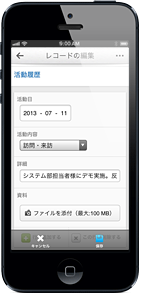 9:00 AM
レコードの編集
活動履歴
活動日
2013 - 07 - 11
活動内容
訪問・来訪
詳細
システム部担当者様にデモ実施。反
資料
ファイルを添付 (最大:100 MB)
キャンセル
保存